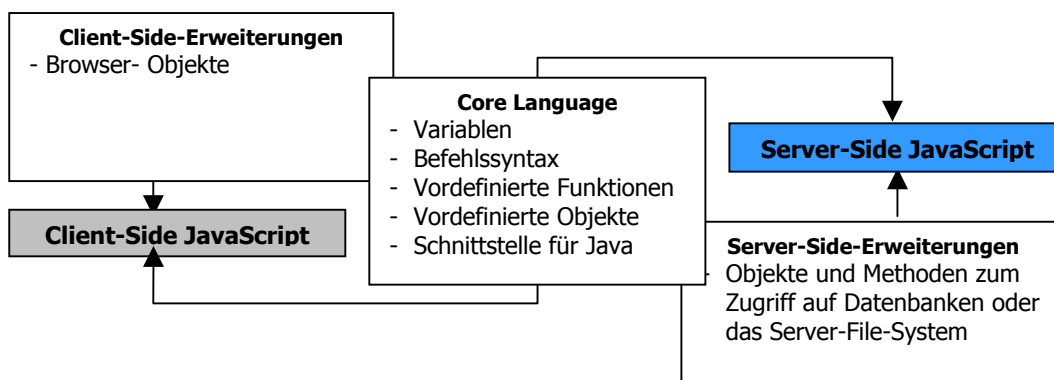 Client-Side-Erweiterungen
- Browser- Objekte
Core Language
- Variablen
- Befehlssyntax
- Vordefinierte Funktionen
- Vordefinierte Objekte
- Schnittstelle für Java
Server-Side JavaScript
Client-Side JavaScript
Server-Side-Erweiterungen
- Objekte und Methoden zum
Zugriff auf Datenbanken oder
das Server-File-System